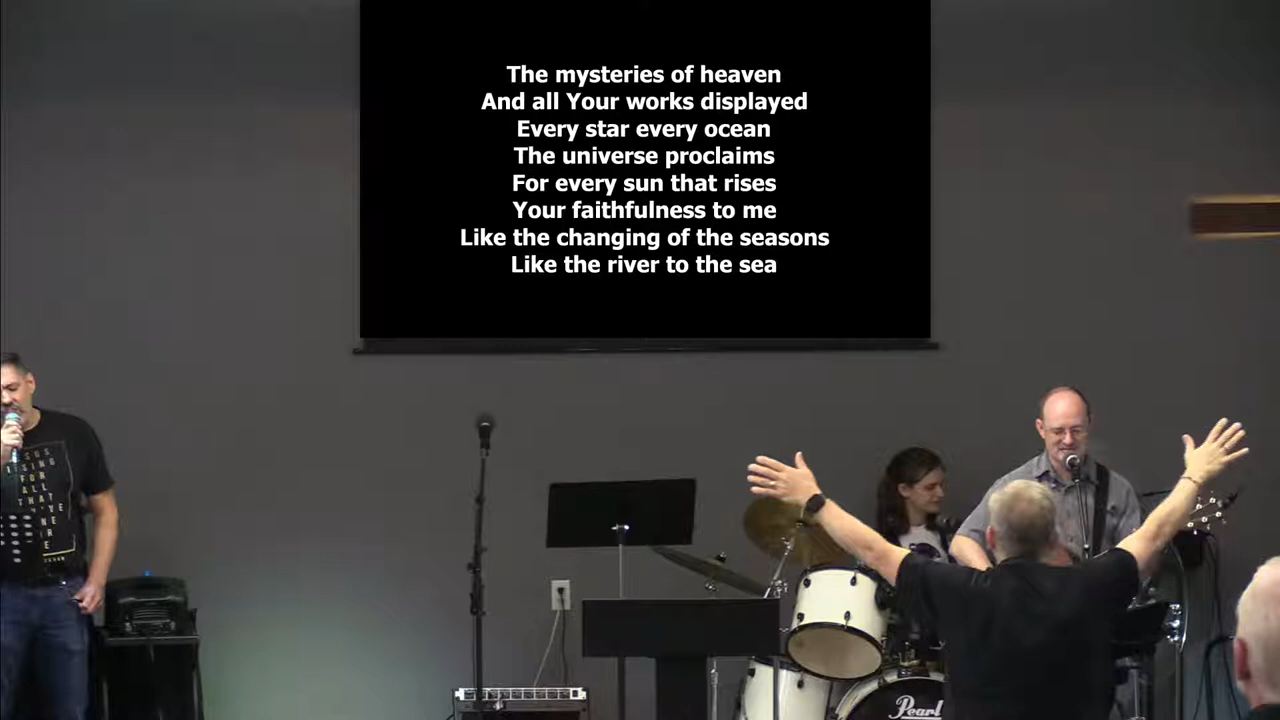 The mysteries of heaven
And all Your works displayed
Every star every ocean
The universe proclaims
For every sun that rises
Your faithfulness to me
Like the changing of the seasons
Like the river to the sea
FOR
ALL
Pearl